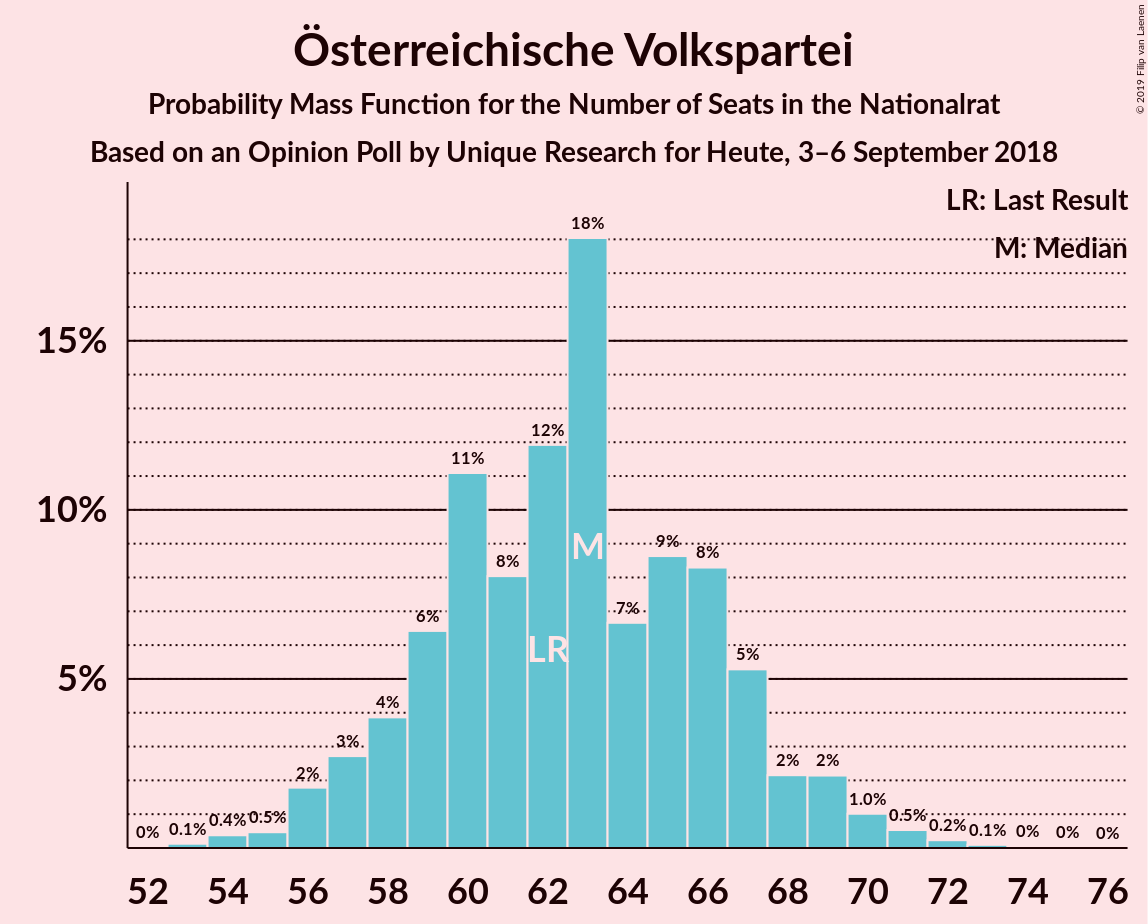 Österreichische Volkspartei
Probability Mass Function for the Number of Seats in the Nationalrat
Based on an Opinion Poll by Unique Research for Heute, 3–6 September 2018
© 2019 Filip van Laenen
LR: Last Result
M: Median
15%
10%
5%
0% 0.1% 0.4% 0.5% 2% 3% 4% 6% 11% 8% 12% 18% 7% 9% 8% 5% 2% 2% 1.0% 0.5% 0.2% 0.1% 0% 0% 0%
M
LR
52 54 56 58 60 62 64 66 68 70 72 74 76